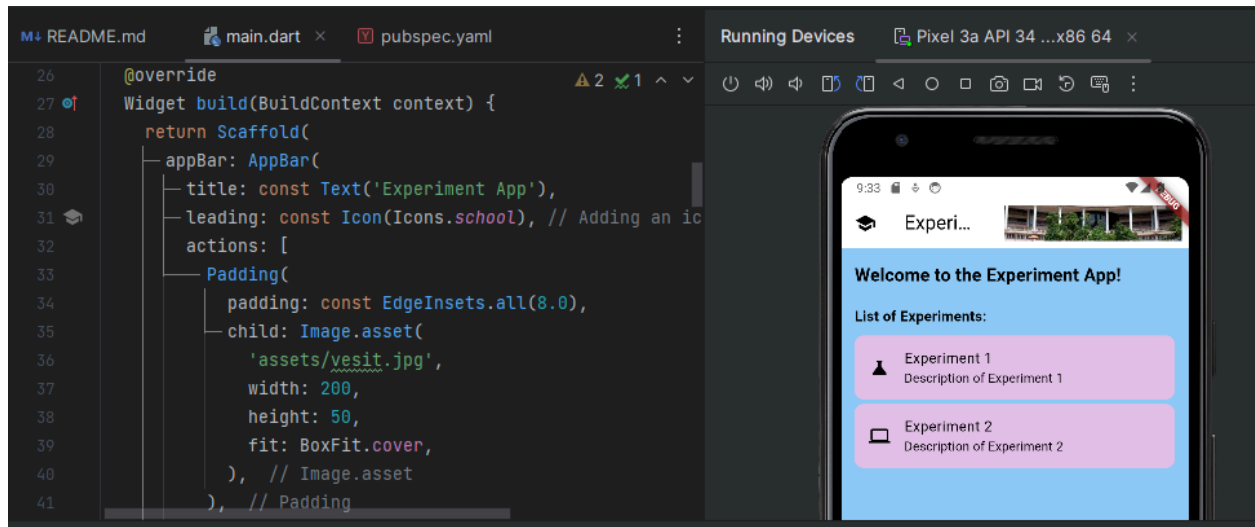 M↓ README.md
main.dart ×
pubspec.yaml
Running Devices
Pixel 3a API 34 ...x86 64 ×
26 @override
2 1
27 Widget build(BuildContext context) {
28 return Scaffold(
29 appBar: AppBar(
30 title: const Text('Experiment App'),
31 leading: const Icon(Icons.school), // Adding an ic
32 actions: [
33 Padding(
34 padding: const EdgeInsets.all(8.0),
35 child: Image.asset(
36 'assets/vesit.jpg',
37 width: 200,
38 height: 50,
39 fit: BoxFit.cover,
40 ), // Image.asset
41 ), // Padding
9:33
DEBUG
Experi...
Welcome to the Experiment App!
List of Experiments:
Experiment 1
Description of Experiment 1
Experiment 2
Description of Experiment 2